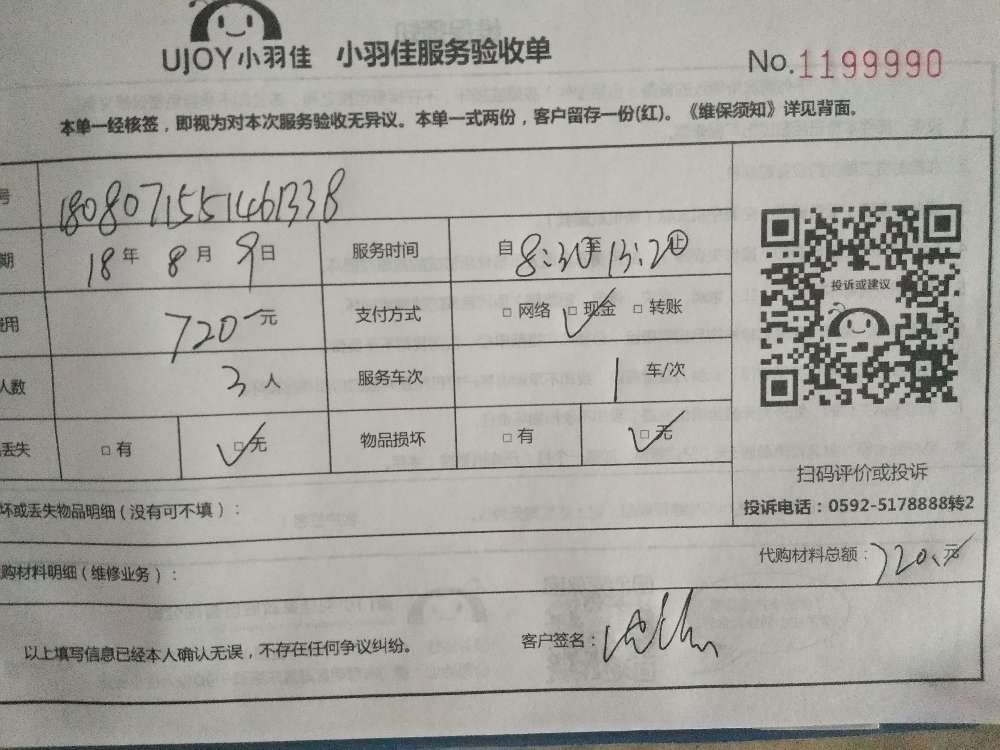 UJOY小羽佳 小羽佳服务验收单 No.1199990
本单一经核签，即视为对本次服务验收无异议。本单一式两份，客户留存一份(红)。《维保须知》详见背面。
号 1808071551461338
期 18年 8月 9日 服务时间 自 8:30 至 13:20 止
费用 720元 支付方式 □网络 □现金 □转账
人数 3人 服务车次 1 车/次
丢失 □有 □无 物品损坏 □有 □无
投诉或建议
扫码评价或投诉
投诉电话：0592-5178888转2
坏或丢失物品明细（没有可不填）：
购材料明细（维修业务）： 代购材料总额：720.元
以上填写信息已经本人确认无误，不存在任何争议纠纷。 客户签名：